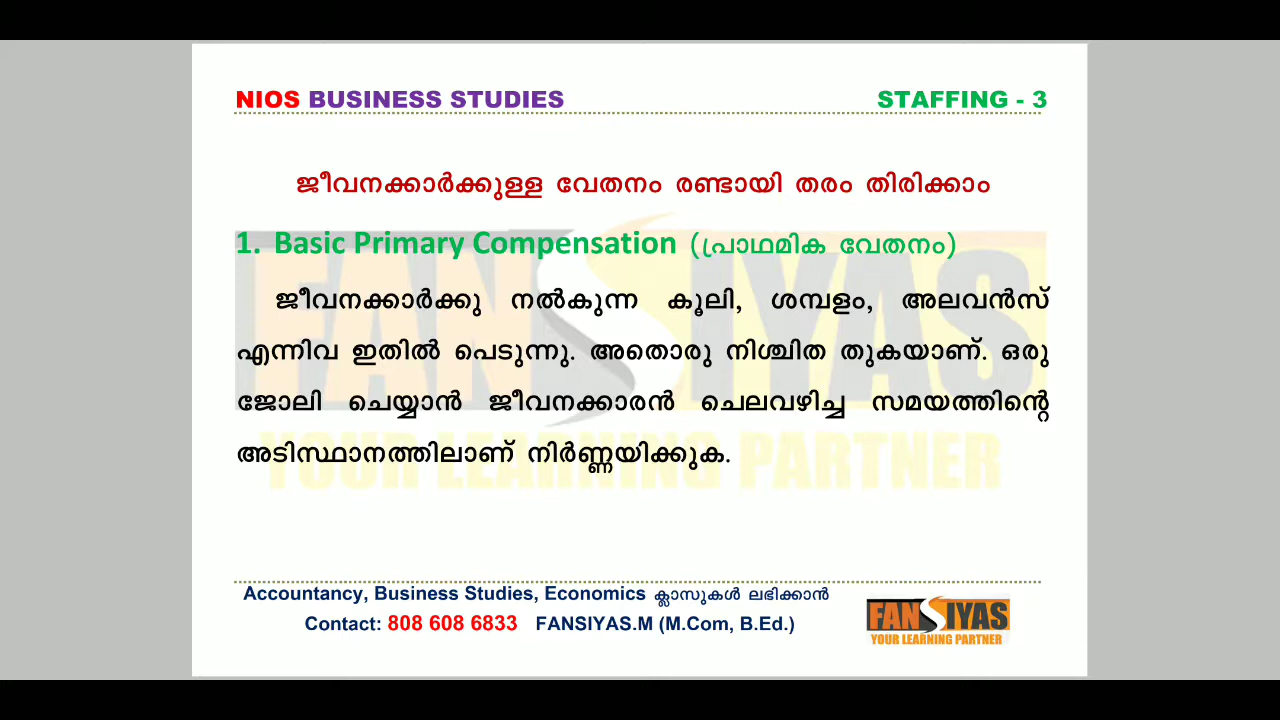 NIOS BUSINESS STUDIES STAFFING - 3
ജീവനക്കാർക്കുള്ള വേതനം രണ്ടായി തരം തിരിക്കാം
1. Basic Primary Compensation (പ്രാഥമിക വേതനം)
ജീവനക്കാർക്കു നൽകുന്ന കൂലി, ശമ്പളം, അലവൻസ്
എന്നിവ ഇതിൽ പെടുന്നു. അതൊരു നിശ്ചിത തുകയാണ്. ഒരു
ജോലി ചെയ്യാൻ ജീവനക്കാരൻ ചെലവഴിച്ച സമയത്തിന്റെ
അടിസ്ഥാനത്തിലാണ് നിർണ്ണയിക്കുക.
FANSIYAS
YOUR LEARNING PARTNER
Accountancy, Business Studies, Economics ക്ലാസുകൾ ലഭിക്കാൻ
Contact: 808 608 6833 FANSIYAS.M (M.Com, B.Ed.)
FANSIYAS
YOUR LEARNING PARTNER